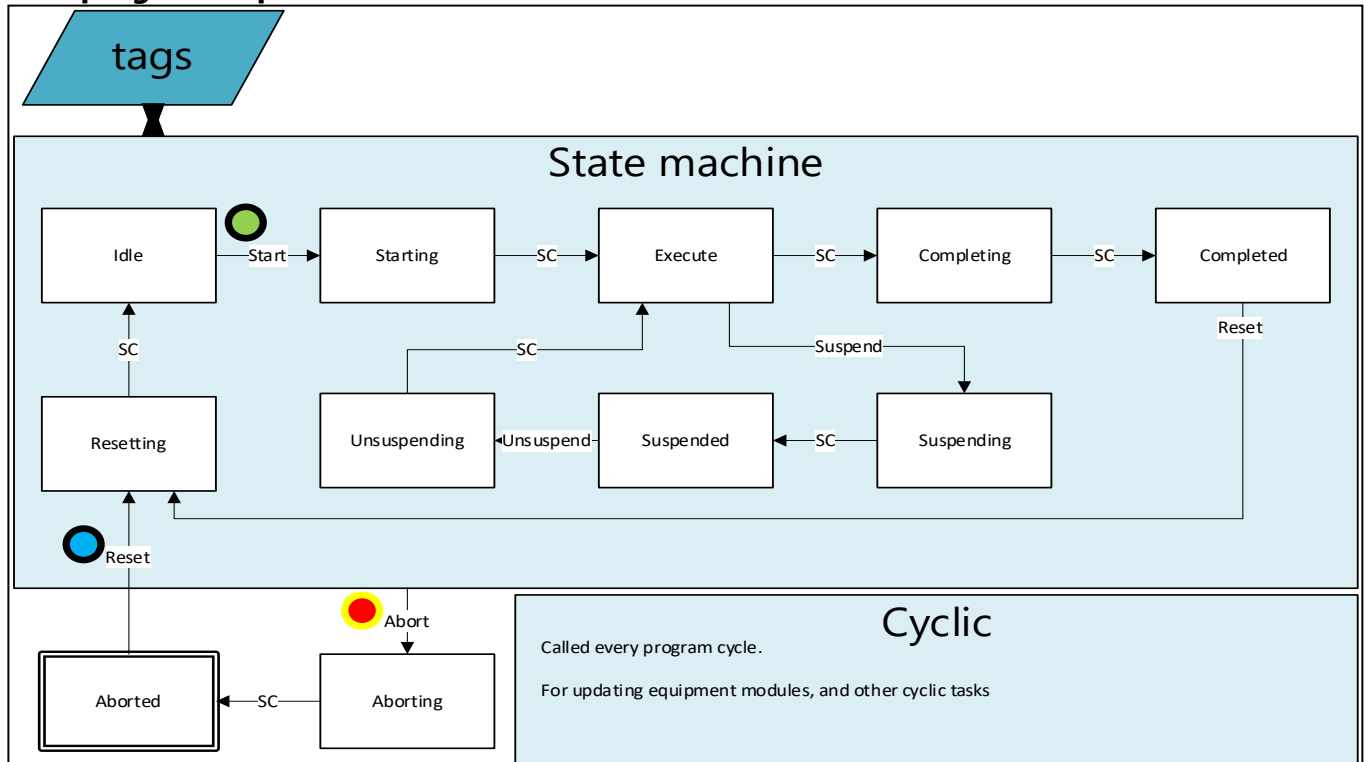 tags
State machine
Idle
Start
Starting
SC
Execute
SC
Completing
SC
Completed
Reset
SC
SC
Suspend
Resetting
Unsuspending
Unsuspend
Suspended
SC
Suspending
Reset
Abort
Aborted
SC
Aborting
Cyclic
Called every program cycle.
For updating equipment modules, and other cyclic tasks